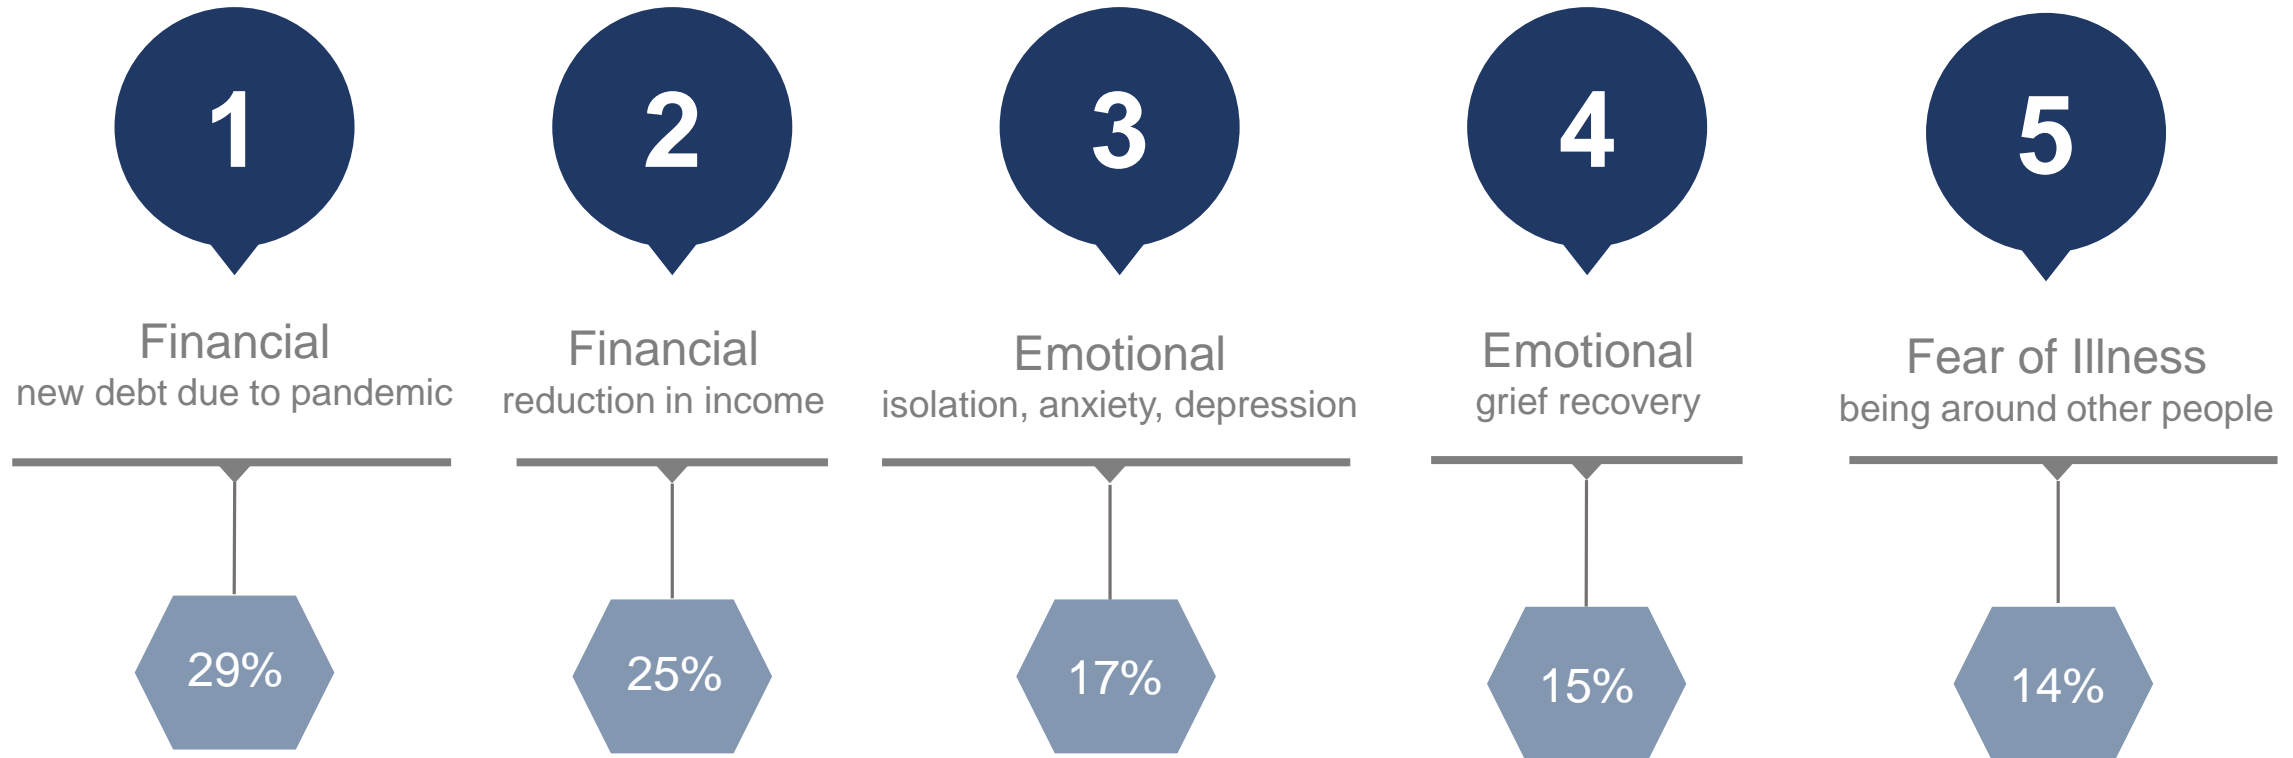 1
Financial
new debt due to pandemic
29%
2
Financial
reduction in income
25%
3
Emotional
isolation, anxiety, depression
17%
4
Emotional
grief recovery
15%
5
Fear of Illness
being around other people
14%